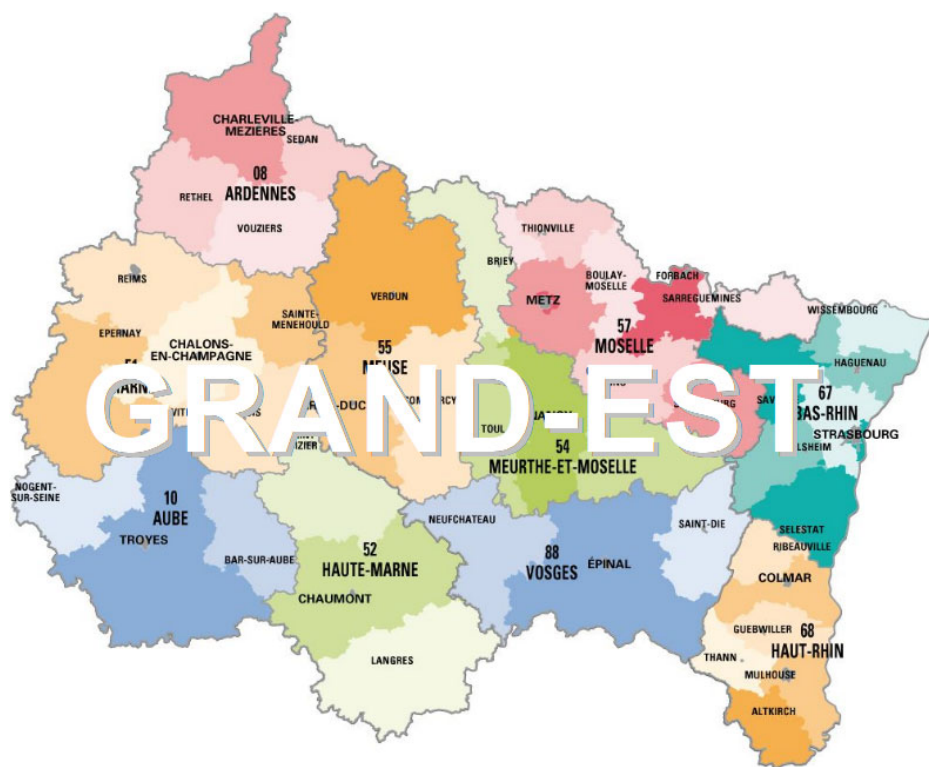 CHARLEVILLE-
MEZIÈRES
SEDAN
08
ARDENNES
RETHEL
VOUZIERS
THIONVILLE
BRIEY
REIMS
BOULAY-
MOSELLE
FORBACH
METZ
SARREGUEMINES
VERDUN
WISSEMBOURG
SAINTE-
MENEHOULD
EPERNAY
57
MOSELLE
CHALONS-
EN-CHAMPAGNE
55
MEUSE
HAGUENAU
67
BAS-RHIN
GRAND-EST
TOUL
STRASBOURG
54
MEURTHE-ET-MOSELLE
NOGENT-
SUR-SEINE
10
AUBE
TROYES
NEUFCHATEAU
SAINT-DIE
SELESTAT
RIBEAUVILLE
BAR-SUR-AUBE
52
HAUTE-MARNE
88
VOSGES
ÉPINAL
COLMAR
CHAUMONT
GUEBWILLER
68
HAUT-RHIN
LANGRES
THANN
MULHOUSE
ALTKIRCH